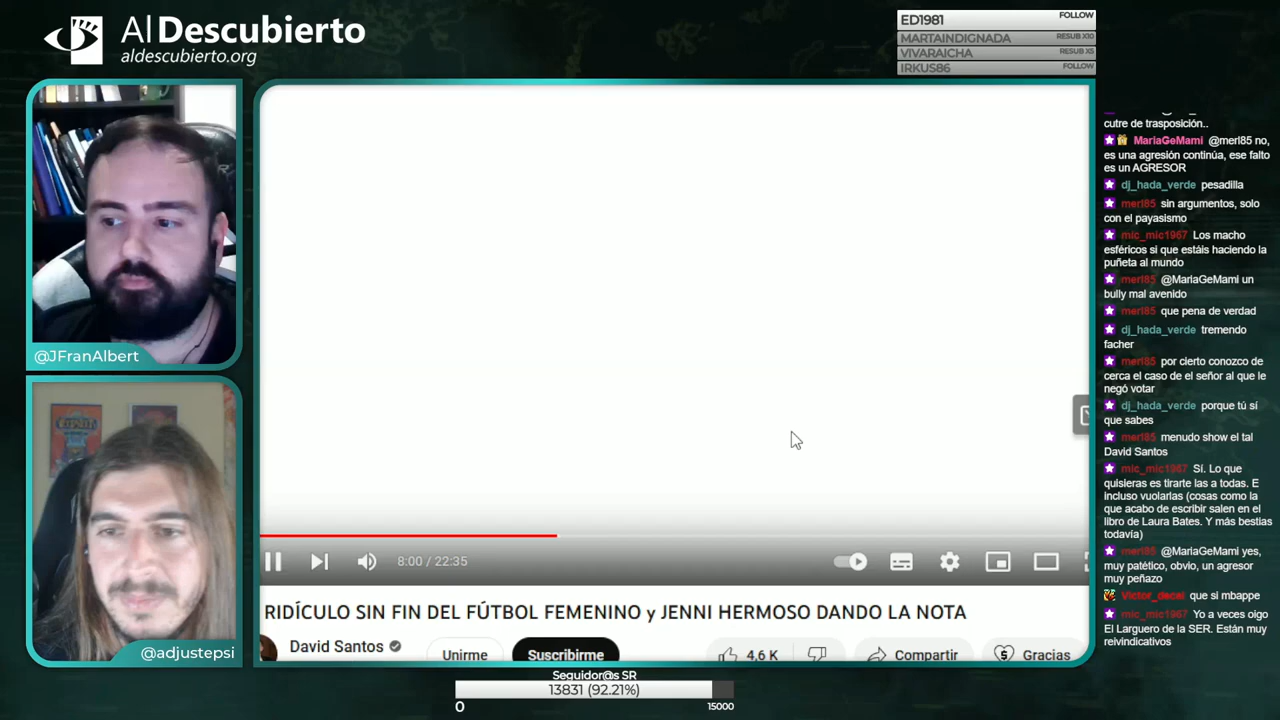 Al Descubierto
aldescubierto.org
ED1981 FOLLOW
MARTAINDIGNADA RESUB X10
VIVARAICHA RESUB X5
IRKUS86 FOLLOW
@JFranAlbert
@adjustepsi
8:00 / 22:35
RIDÍCULO SIN FIN DEL FÚTBOL FEMENINO y JENNI HERMOSO DANDO LA NOTA
David Santos
Unirme
Suscribirme
4,6 K
Compartir
Gracias
Seguidor@s SR
13831 (92.21%)
0
15000
cutre de trasposición..
MariaGeMami @merl85 no,
es una agresión continúa, ese falto
es un AGRESOR
dj_hada_verde pesadilla
merl85 sin argumentos, solo
con el payasismo
mic_mic1967 Los macho
esféricos si que estáis haciendo la
puñeta al mundo
merl85 @MariaGeMami un
bully mal avenido
merl85 que pena de verdad
dj_hada_verde tremendo
facher
merl85 por cierto conozco de
cerca el caso de el señor al que le
negó votar
dj_hada_verde porque tú sí
que sabes
merl85 menudo show el tal
David Santos
mic_mic1967 Sí. Lo que
quisieras es tirarte las a todas. E
incluso vuolarlas (cosas como la
que acabo de escribir salen en el
libro de Laura Bates. Y más bestias
todavía)
merl85 @MariaGeMami yes,
muy patético, obvio, un agresor
muy peñazo
que si mbappe
mic_mic1967 Yo a veces oigo
El Larguero de la SER. Están muy
reivindicativos